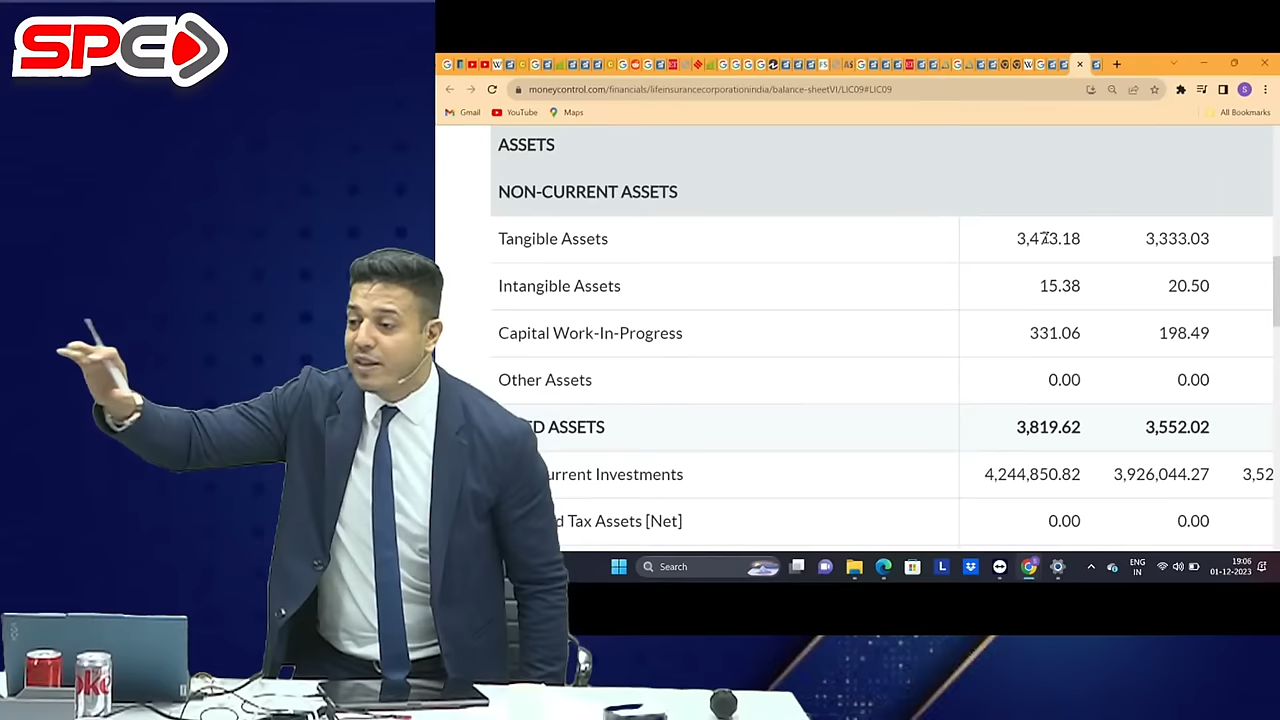 SPE
moneycontrol.com/financials/lifeinsurancecorporationindia/balance-sheetVI/LIC09#LIC09
Gmail YouTube Maps All Bookmarks
ASSETS
NON-CURRENT ASSETS
Tangible Assets 3,473.18 3,333.03
Intangible Assets 15.38 20.50
Capital Work-In-Progress 331.06 198.49
Other Assets 0.00 0.00
D ASSETS 3,819.62 3,552.02
urrent Investments 4,244,850.82 3,926,044.27 3,52
d Tax Assets [Net] 0.00 0.00
Search ENG 19:06
IN 01-12-2023
oke